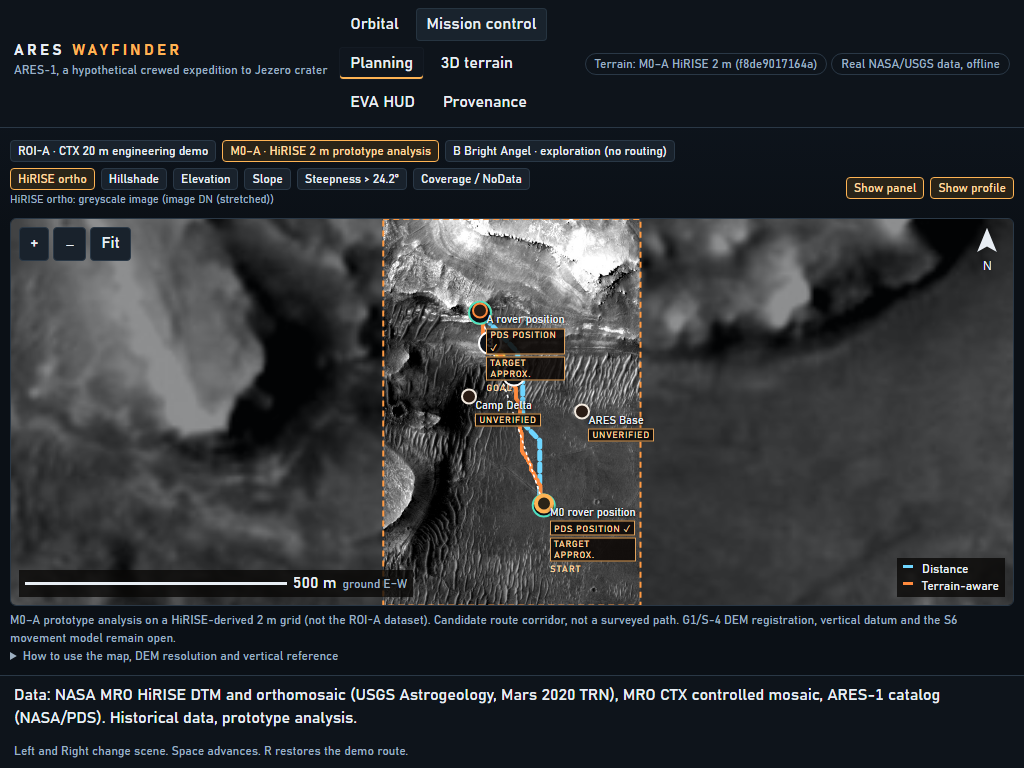 ARES WAYFINDER
ARES-1, a hypothetical crewed expedition to Jezero crater
Orbital
Mission control
Planning
3D terrain
EVA HUD
Provenance
Terrain: M0–A HiRISE 2 m (f8de9017164a)
Real NASA/USGS data, offline
ROI-A · CTX 20 m engineering demo
M0–A · HiRISE 2 m prototype analysis
B Bright Angel · exploration (no routing)
HiRISE ortho
Hillshade
Elevation
Slope
Steepness > 24.2°
Coverage / NoData
HiRISE ortho: greyscale image (image DN (stretched))
Show panel
Show profile
+
–
Fit
N
A rover position
PDS POSITION
✓
TARGET
APPROX.
GOAL
Camp Delta
UNVERIFIED
ARES Base
UNVERIFIED
M0 rover position
PDS POSITION ✓
TARGET
APPROX.
START
500 m ground E–W
Distance
Terrain-aware
M0–A prototype analysis on a HiRISE-derived 2 m grid (not the ROI-A dataset). Candidate route corridor, not a surveyed path. G1/S-4 DEM registration, vertical datum and the S6
movement model remain open.
▶ How to use the map, DEM resolution and vertical reference
Data: NASA MRO HiRISE DTM and orthomosaic (USGS Astrogeology, Mars 2020 TRN), MRO CTX controlled mosaic, ARES-1 catalog
(NASA/PDS). Historical data, prototype analysis.
Left and Right change scene. Space advances. R restores the demo route.